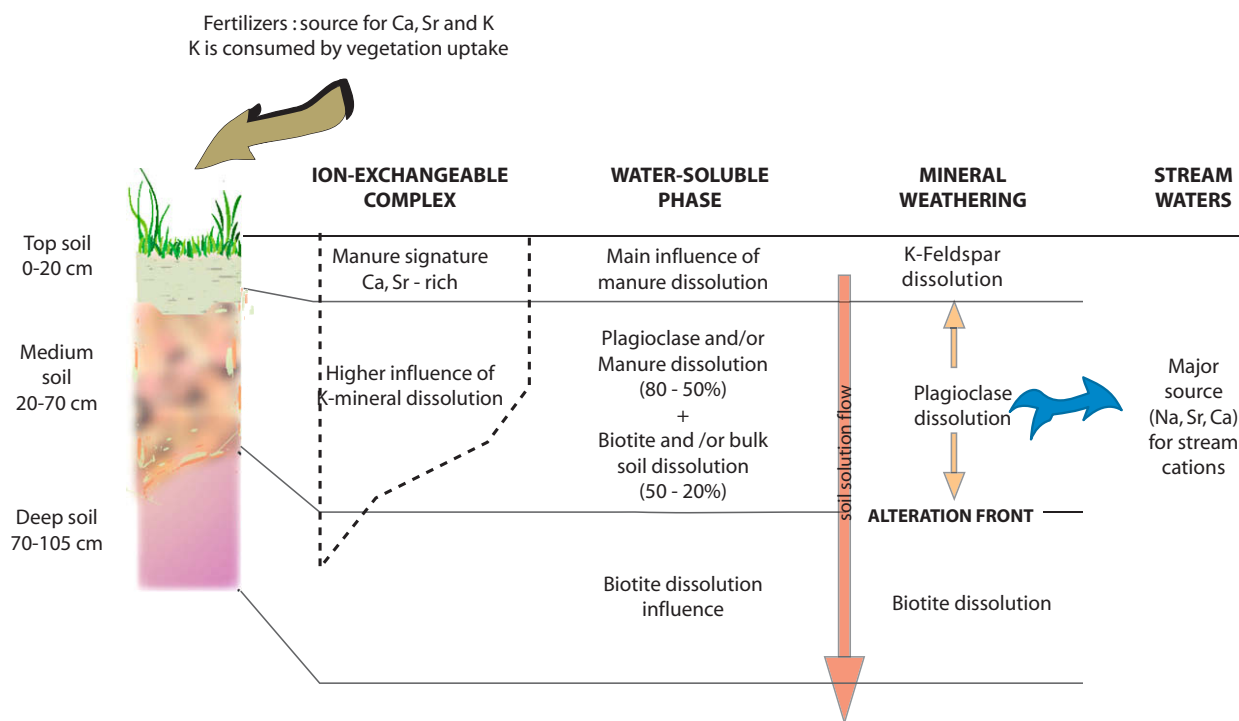 Fertilizers : source for Ca, Sr and K
K is consumed by vegetation uptake
ION-EXCHANGEABLE
COMPLEX
WATER-SOLUBLE
PHASE
MINERAL
WEATHERING
STREAM
WATERS
Top soil
0-20 cm
Manure signature
Ca, Sr - rich
Main influence of
manure dissolution
K-Feldspar
dissolution
Medium
soil
20-70 cm
Higher influence of
K-mineral dissolution
Plagioclase and/or
Manure dissolution
(80 - 50%)
+
Biotite and /or bulk
soil dissolution
(50 - 20%)
soil solution flow
Plagioclase
dissolution
Major
source
(Na, Sr, Ca)
for stream
cations
ALTERATION FRONT
Deep soil
70-105 cm
Biotite dissolution
influence
Biotite dissolution